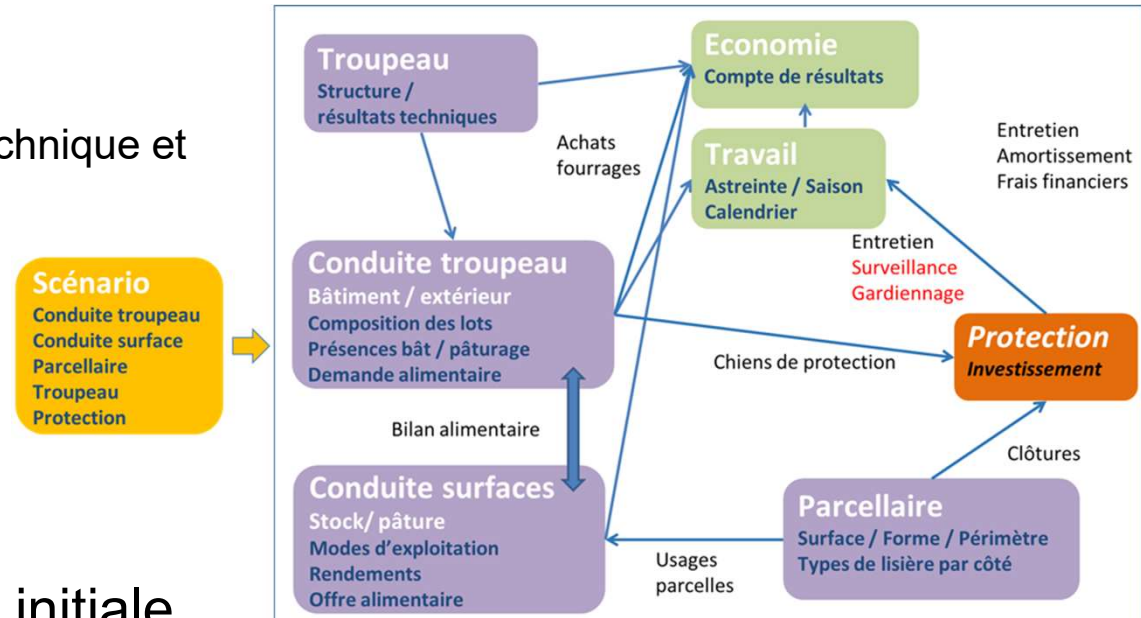 chnique et
initiale
Scénario
Conduite troupeau
Conduite surface
Parcellaire
Troupeau
Protection
Troupeau
Structure /
résultats techniques
Economie
Compte de résultats
Achats
fourrages
Travail
Astreinte / Saison
Calendrier
Entretien
Amortissement
Frais financiers
Conduite troupeau
Bâtiment / extérieur
Composition des lots
Présences bât / pâturage
Demande alimentaire
Entretien
Surveillance
Gardiennage
Chiens de protection
Protection
Investissement
Bilan alimentaire
Clôtures
Conduite surfaces
Stock/ pâture
Modes d'exploitation
Rendements
Offre alimentaire
Usages
parcelles
Parcellaire
Surface / Forme / Périmètre
Types de lisière par côté